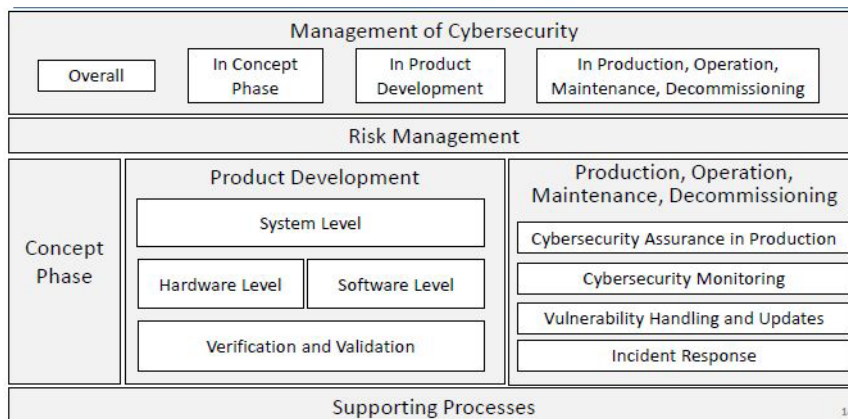 Management of Cybersecurity
Overall
In Concept
Phase
In Product
Development
In Production, Operation,
Maintenance, Decommissioning
Risk Management
Concept
Phase
Product Development
System Level
Hardware Level
Software Level
Verification and Validation
Production, Operation,
Maintenance, Decommissioning
Cybersecurity Assurance in Production
Cybersecurity Monitoring
Vulnerability Handling and Updates
Incident Response
Supporting Processes